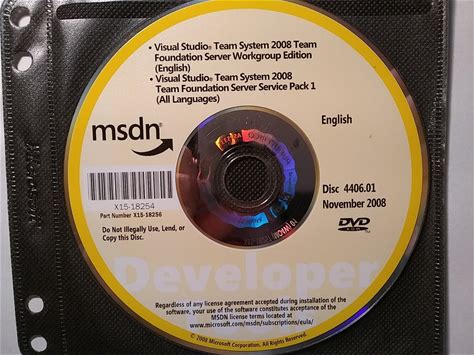 • Visual Studio® Team System 2008 Team
Foundation Server Workgroup Edition
(English)
• Visual Studio® Team System 2008
Team Foundation Server Service Pack 1
(All Languages)
msdn
English
X15-18254
Part Number X15-18256
Do Not Illegally Use, Lend, or
Copy this Disc.
Disc 4406.01
November 2008
DVD
ROM
Developer
Regardless of any license agreement accepted during installation of the
software, your use of the software constitutes acceptance of the
MSDN license terms located at
www.microsoft.com/msdn/subscriptions/eula/
© 2008 Microsoft Corporation. All Rights Reserved.